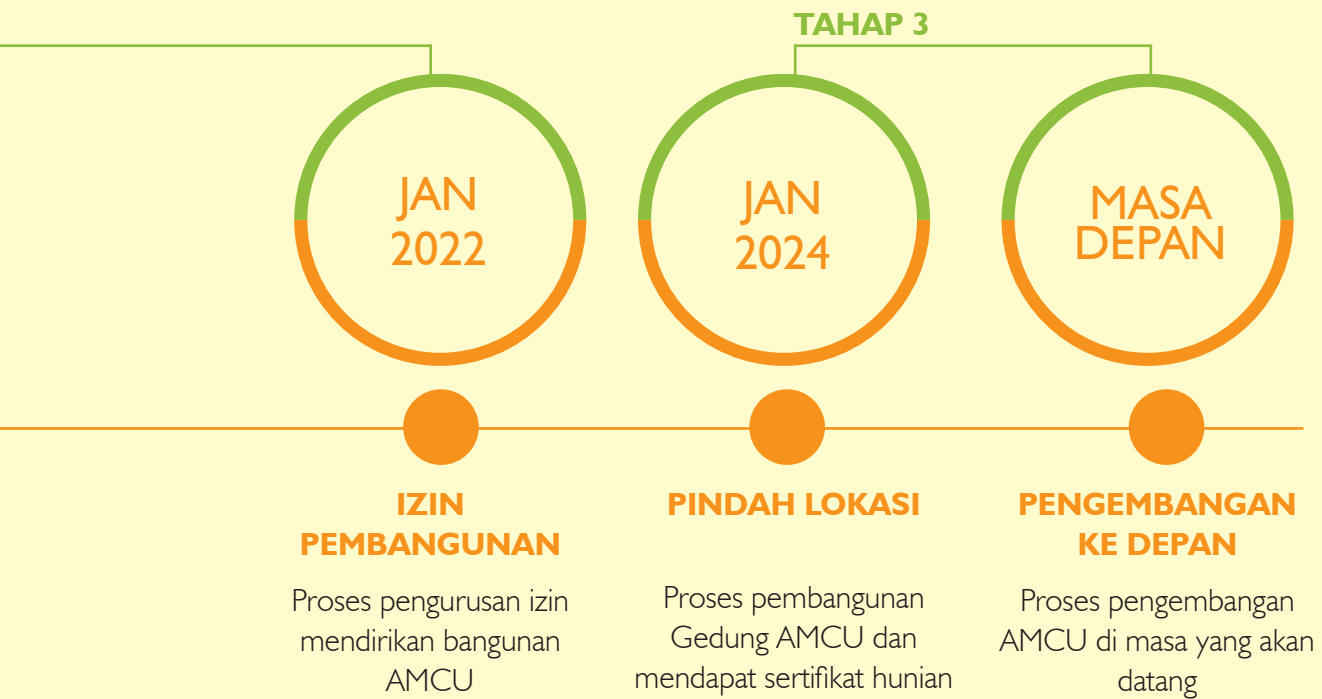 TAHAP 3
JAN
2022
IZIN
PEMBANGUNAN
Proses pengurusan izin
mendirikan bangunan
AMCU
JAN
2024
PINDAH LOKASI
Proses pembangunan
Gedung AMCU dan
mendapat sertifikat hunian
MASA
DEPAN
PENGEMBANGAN
KE DEPAN
Proses pengembangan
AMCU di masa yang akan
datang